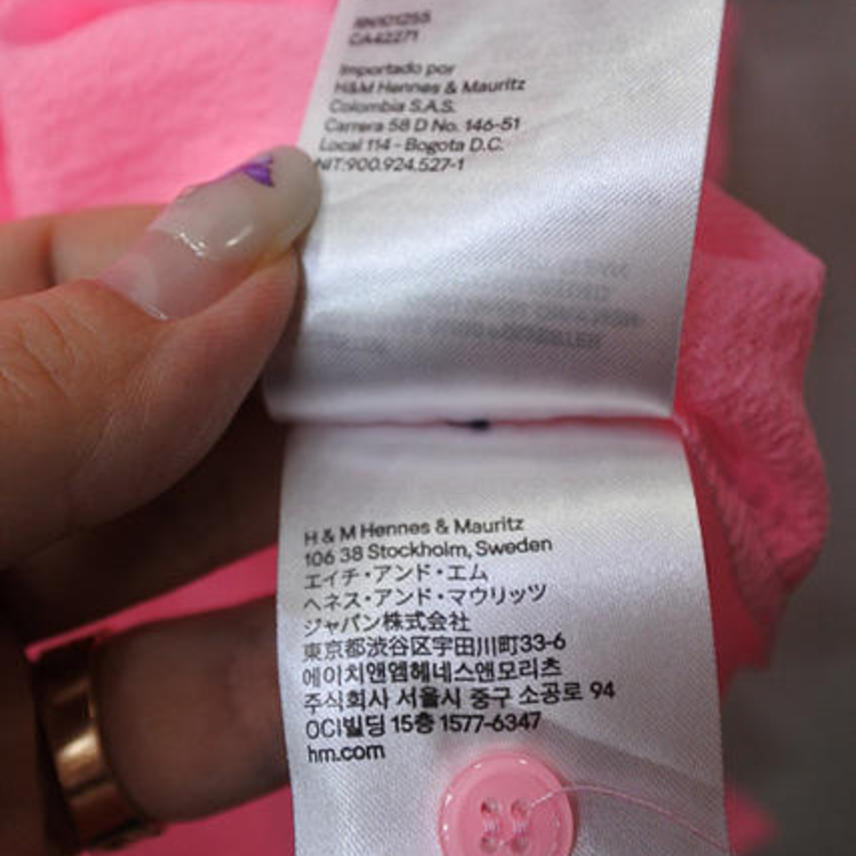 RN101255
CA42271
Importado por
H&M Hennes & Mauritz
Colombia S.A.S.
Carrera 58 D No. 146-51
Local 114 - Bogota D.C.
NIT:900.924.527-1
H & M Hennes & Mauritz
106 38 Stockholm, Sweden
エイチ・アンド・エム
ヘネス・アンド・マウリッツ
ジャパン株式会社
東京都渋谷区宇田川町33-6
에이치앤엠헤네스앤모리츠
주식회사 서울시 중구 소공로 94
OCI빌딩 15층 1577-6347
hm.com